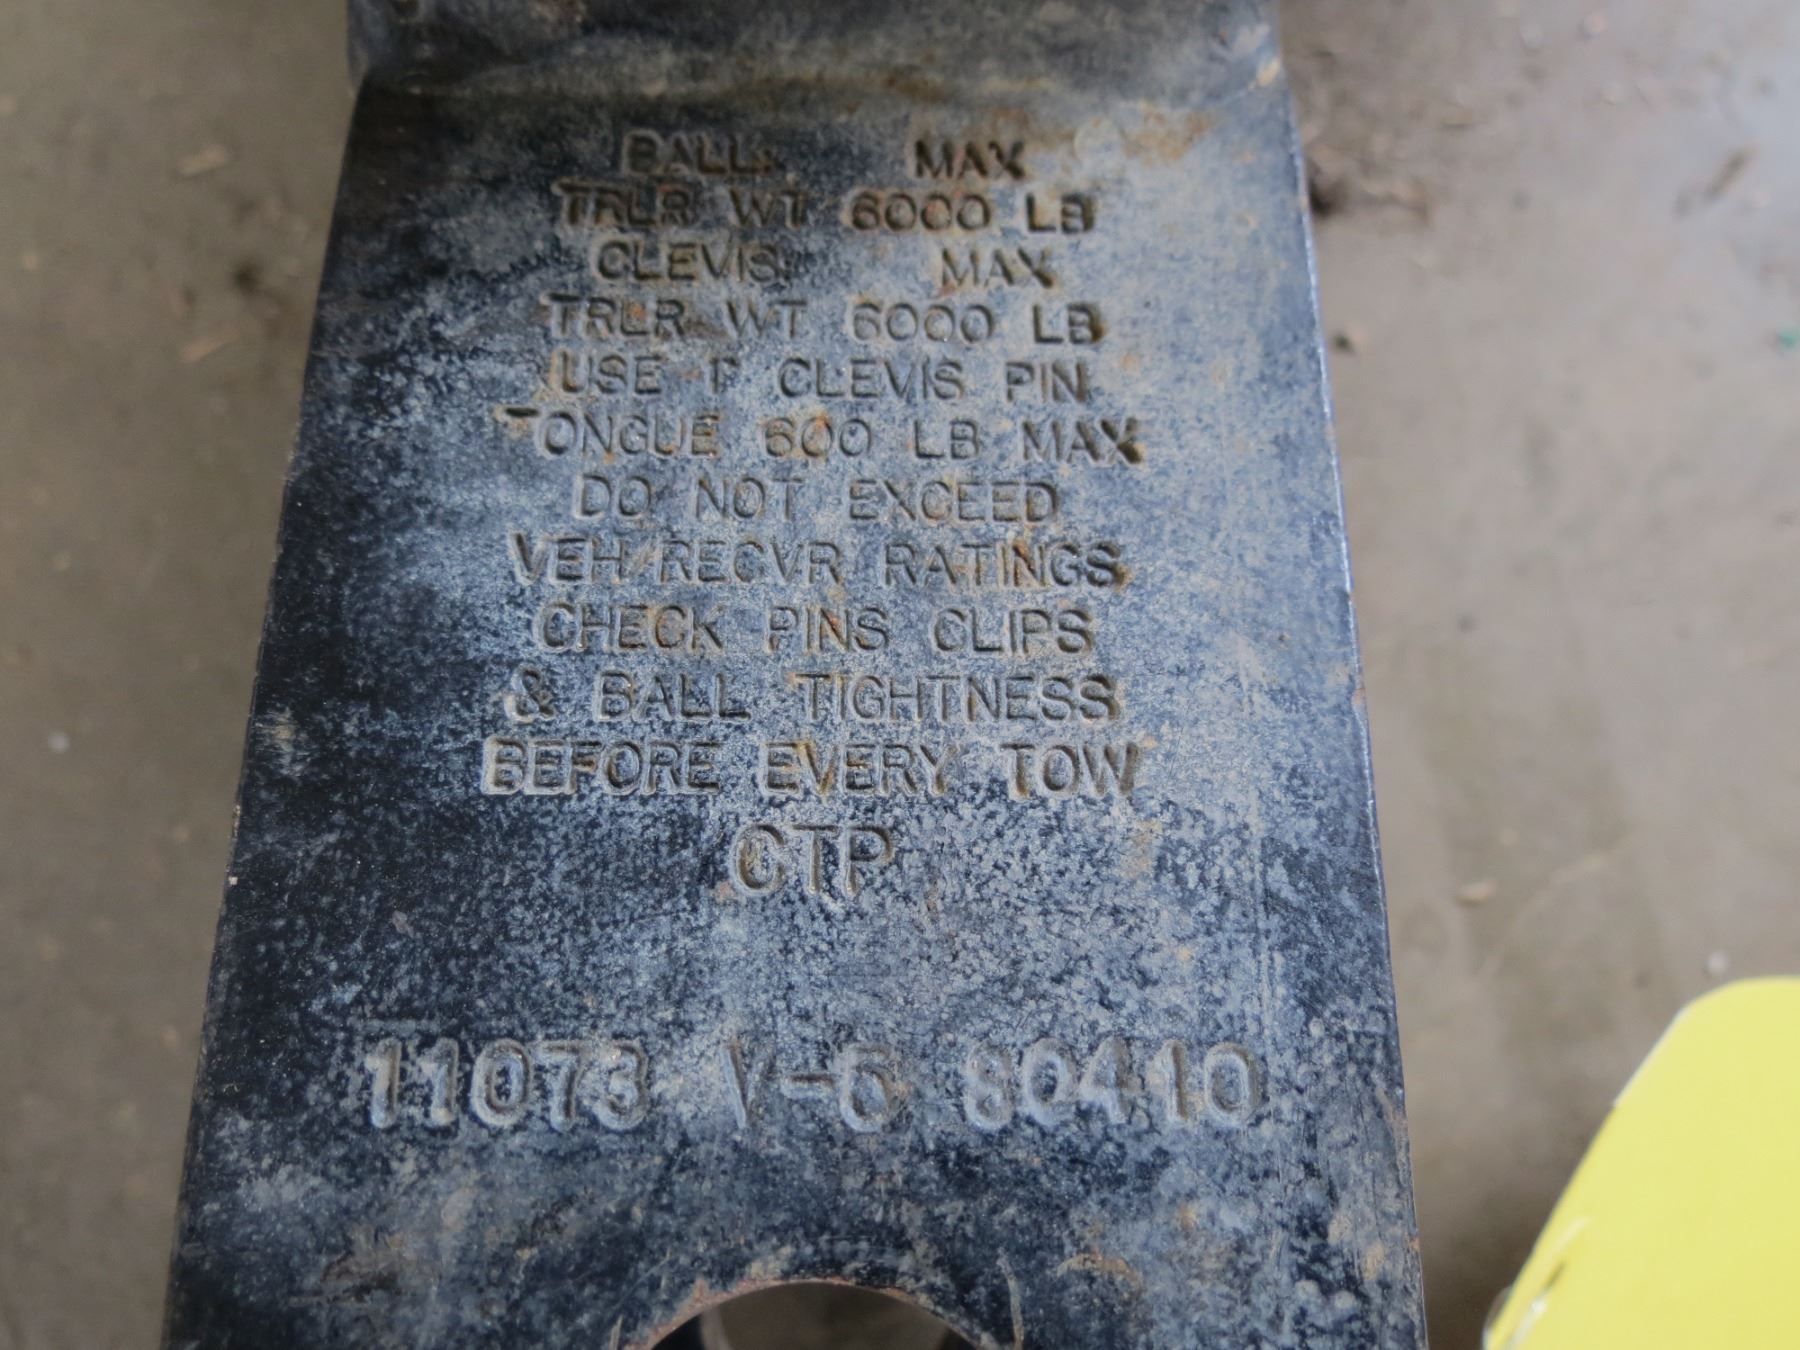 BALL: MAX
TRLR WT 6000 LB
CLEVIS: MAX
TRLR WT 6000 LB
USE 1" CLEVIS PIN
TONGUE 600 LB MAX
DO NOT EXCEED
VEH/RECVR RATINGS
CHECK PINS CLIPS
& BALL TIGHTNESS
BEFORE EVERY TOW
CTP
11073 V-5 80410